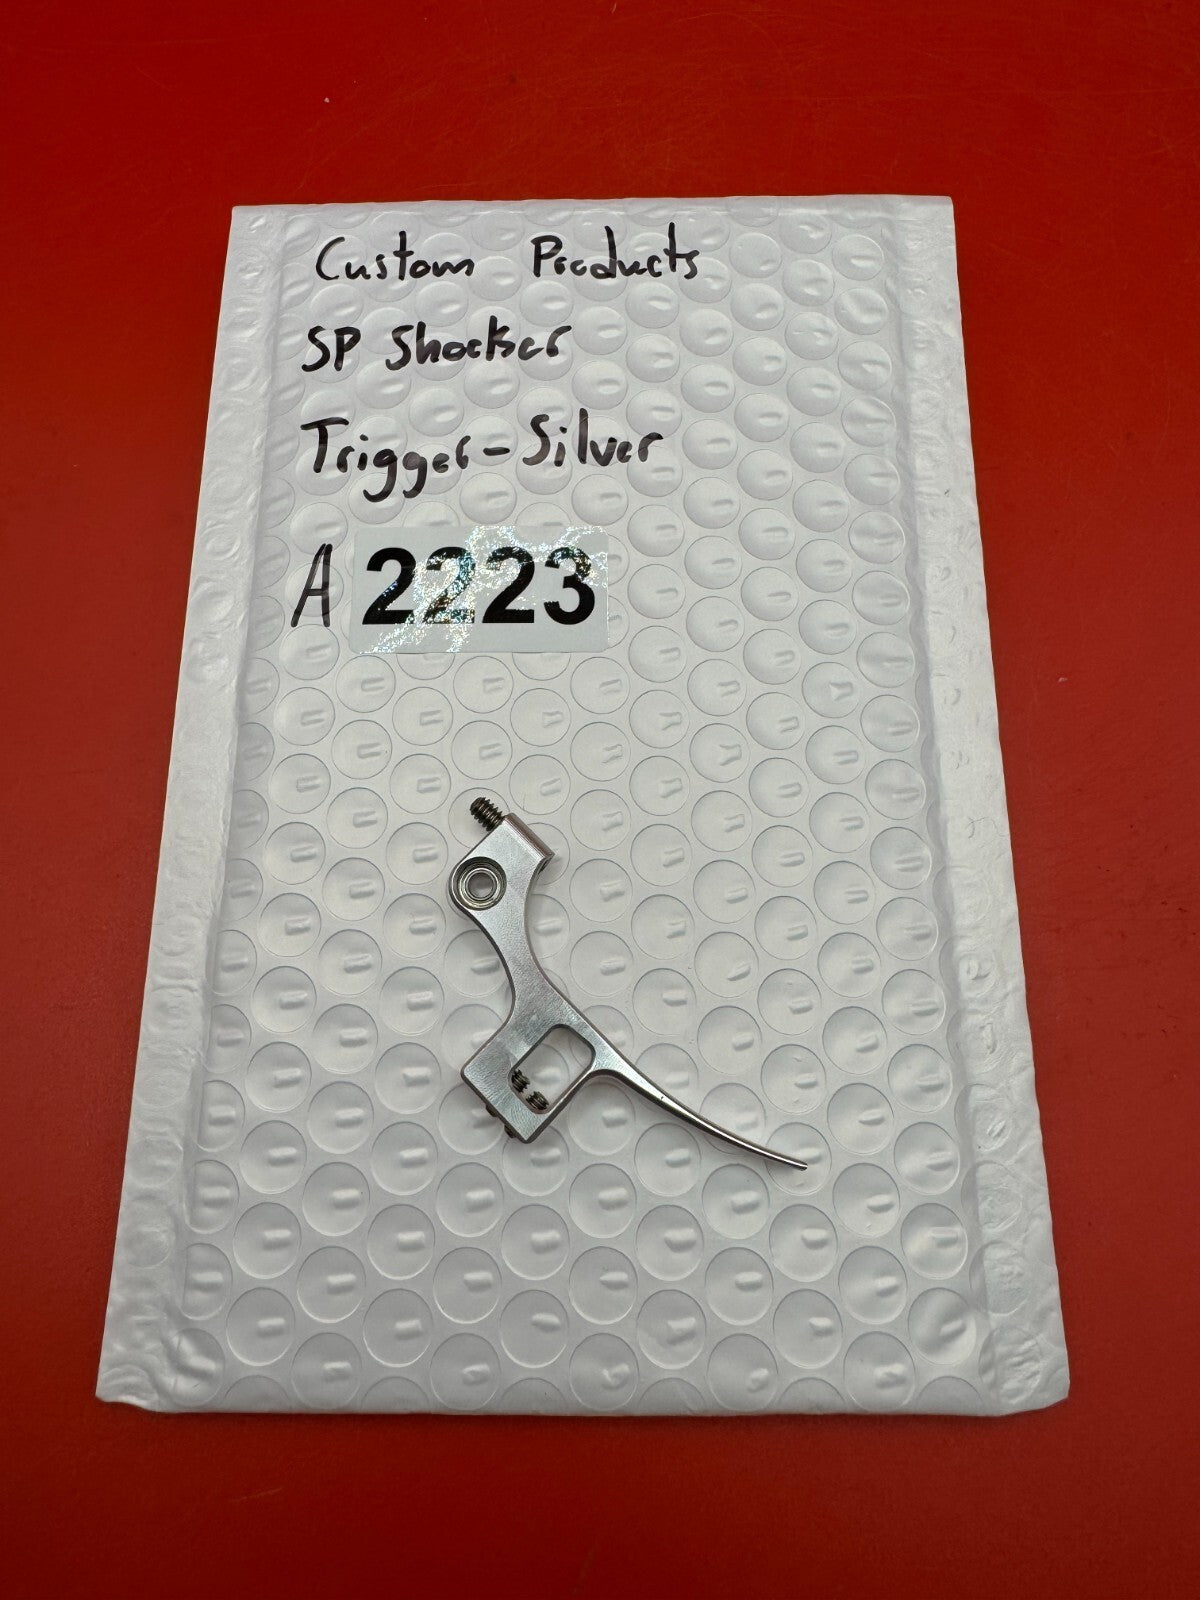 Custom Products
SP Shocker
Trigger-Silver
A 2223